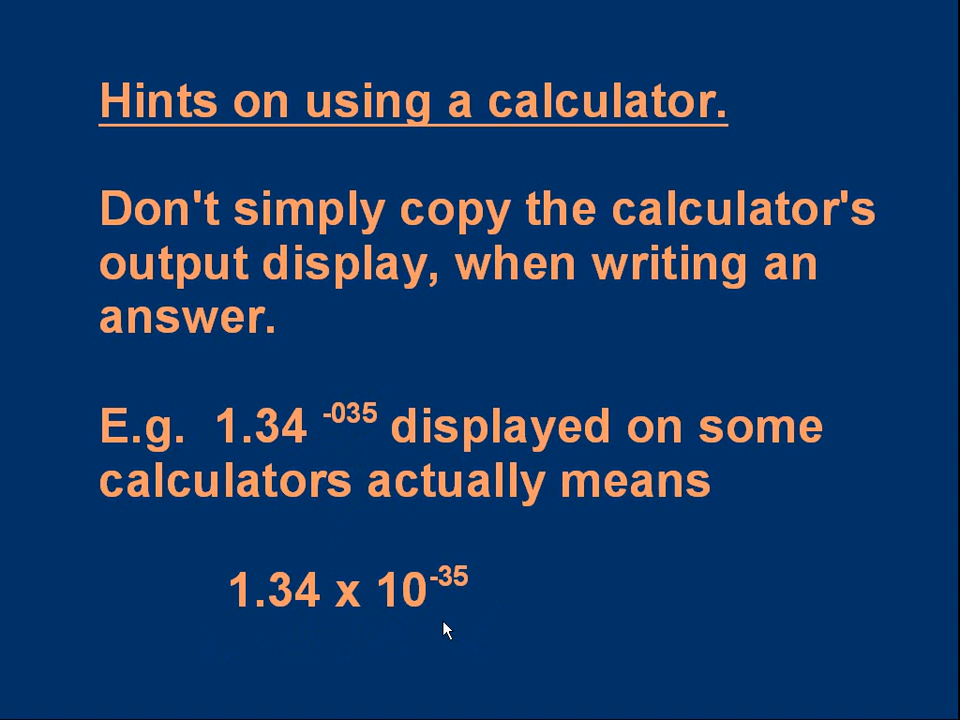 Hints on using a calculator.
Don't simply copy the calculator's
output display, when writing an
answer.
E.g. 1.34 -035 displayed on some
calculators actually means
1.34 x 10-35